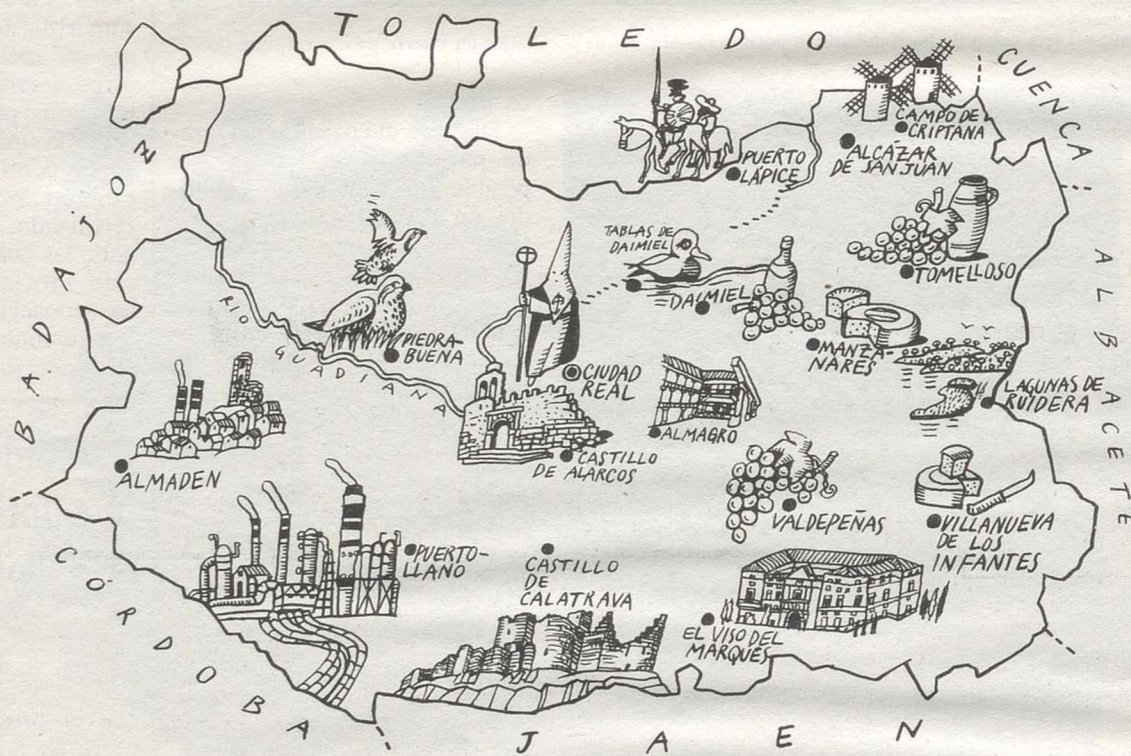 TOLEDO
CUENCA
BADAJOZ
ALBACETE
CÓRDOBA
JAEN
CAMPO DE
CRIPTANA
ALCÁZAR
DE SAN JUAN
PUERTO
LÁPICE
TABLAS DE
DAIMIEL
TOMELLOSO
DAIMIEL
RIO GUADIANA
PIEDRA-
BUENA
MANZA-
NARES
CIUDAD
REAL
LAGUNAS DE
RUIDERA
ALMAGRO
CASTILLO
DE ALARCOS
ALMADEN
VALDEPEÑAS
VILLANUEVA
DE LOS
INFANTES
PUERTO-
LLANO
CASTILLO
DE
CALATRAVA
EL VISO DEL
MARQUÉS